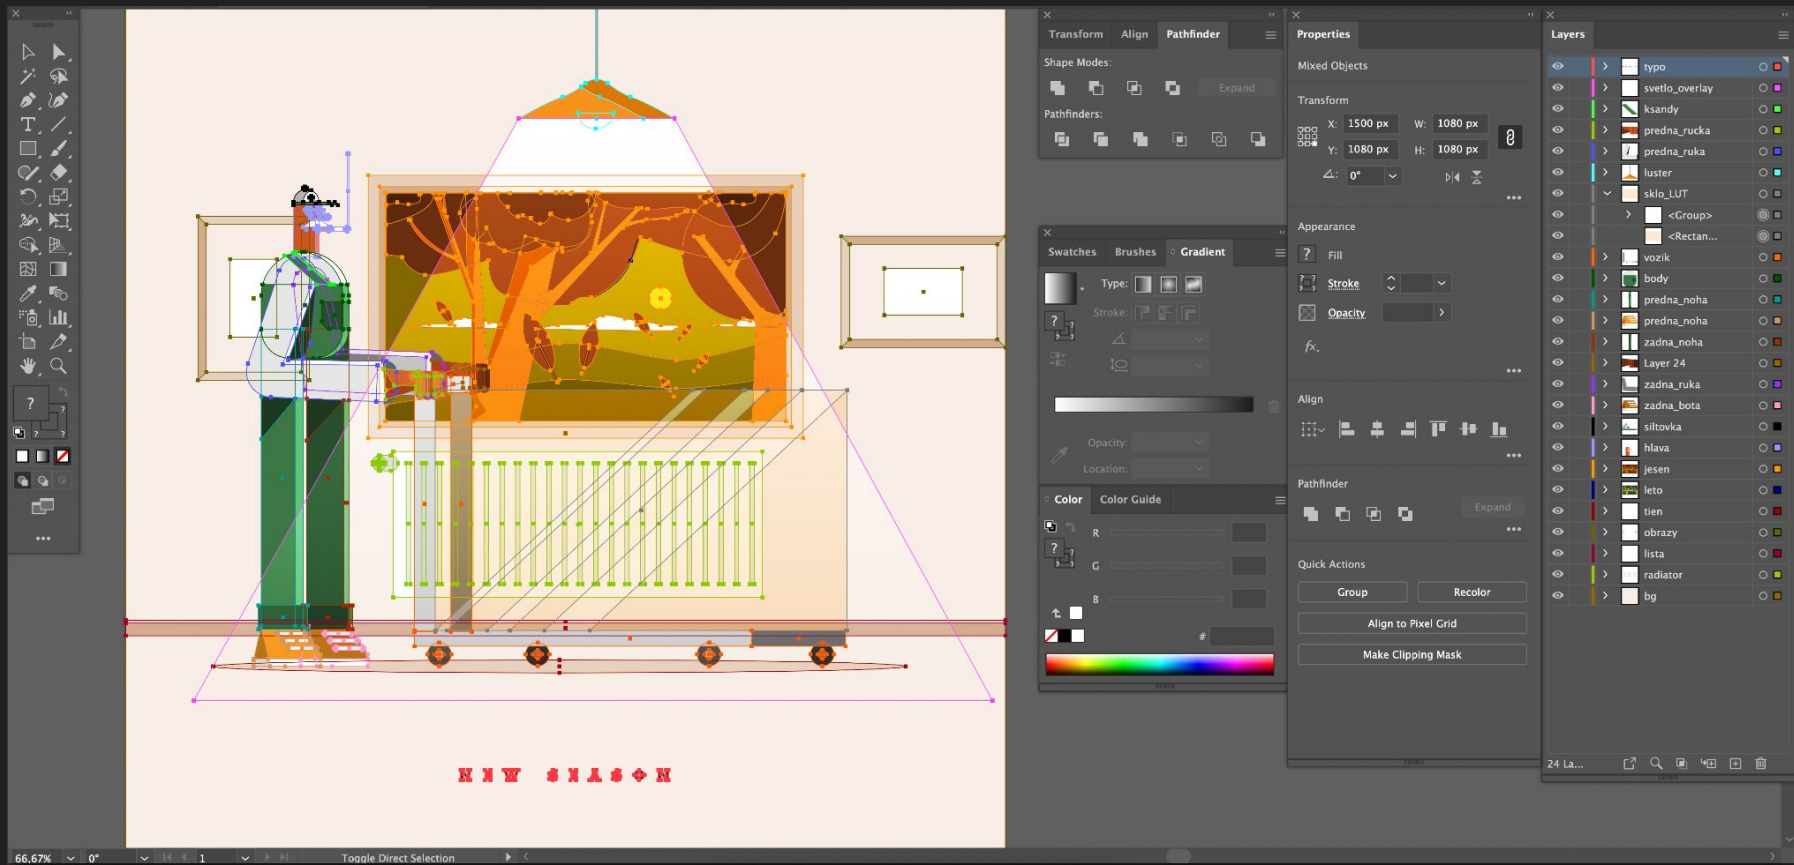 Transform Align Pathfinder
Shape Modes:
Expand
Pathfinders:
Swatches Brushes Gradient
Type:
Stroke:
Opacity:
Location:
Color Color Guide
R
G
B
#
Properties
Mixed Objects
Transform
X: 1500 px W: 1080 px
Y: 1080 px H: 1080 px
0°
Appearance
? Fill
Stroke
Opacity
fx.
Align
Pathfinder
Expand
Quick Actions
Group Recolor
Align to Pixel Grid
Make Clipping Mask
Layers
typo
svetlo_overlay
ksandy
predna_rucka
predna_ruka
luster
sklo_LUT
<Group>
<Rectan...
vozik
body
predna_noha
predna_noha
zadna_noha
Layer 24
zadna_ruka
zadna_bota
siltovka
hlava
jesen
leto
tien
obrazy
lista
radiator
bg
24 La...
NEW SEASON
66,67% 0° 1 Toggle Direct Selection